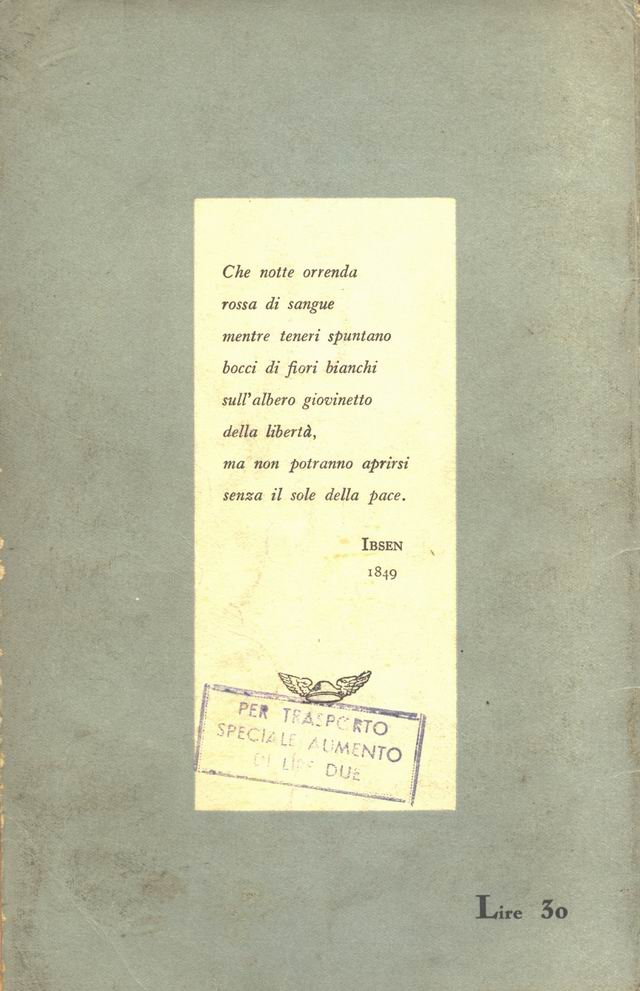 Che notte orrenda
rossa di sangue
mentre teneri spuntano
bocci di fiori bianchi
sull'albero giovinetto
della libertà,
ma non potranno aprirsi
senza il sole della pace.
IBSEN
1849
PER TRASPORTO
SPECIALE AUMENTO
DI LIRE DUE
Lire 30